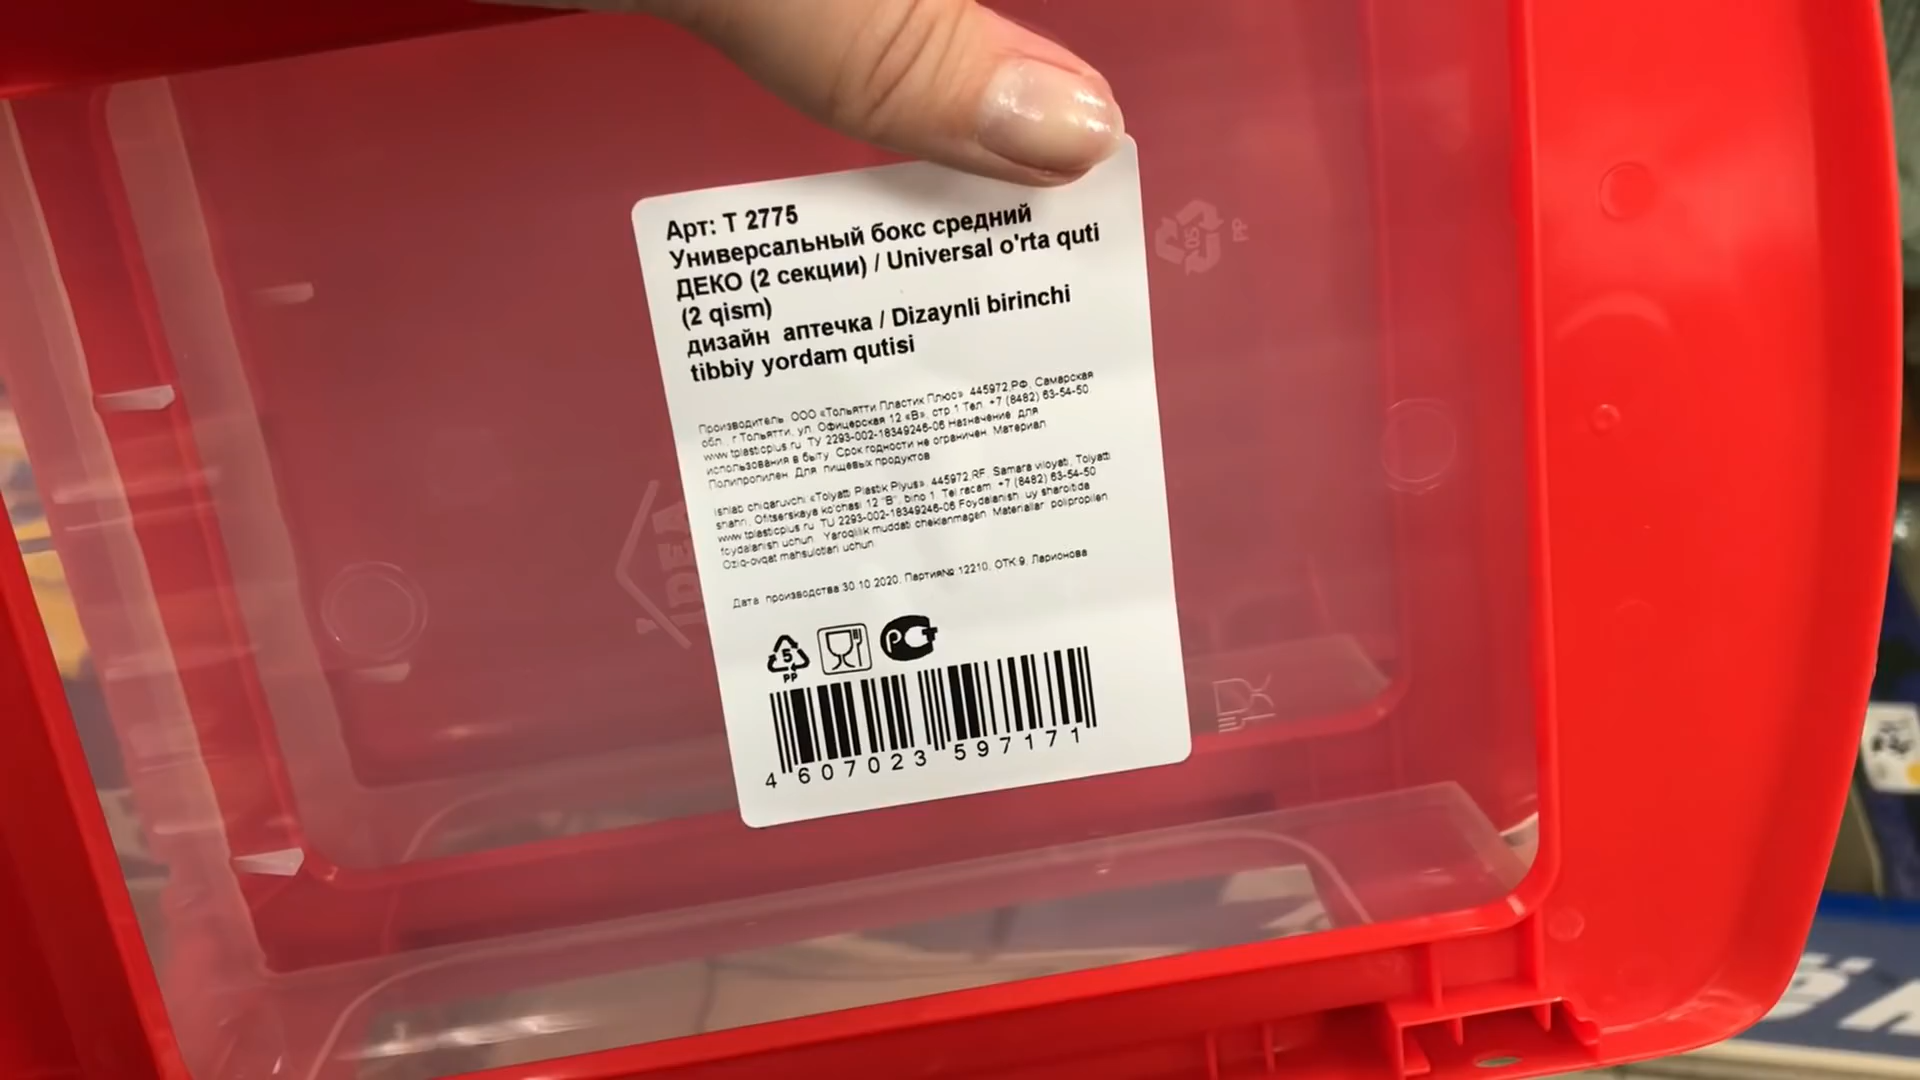 Арт: Т 2775
Универсальный бокс средний
ДЕКО (2 секции) / Universal o'rta quti
(2 qism)
дизайн аптечка / Dizaynli birinchi
tibbiy yordam qutisi
Производитель ООО «Тольятти Пластик Плюс», 445972, РФ, Самарская
обл., г Тольятти, ул. Офицерская 12 «В», стр 1 Тел. +7 (8482) 63-54-50
www.tplasticplus.ru ТУ 2293-002-18349246-06 Назначение для
использования в быту Срок годности не ограничен. Материал
Полипропилен Для пищевых продуктов
Ishlab chiqaruvchi «Tolyatti Plastik Plyus», 445972, RF, Samara viloyati, Tolyatti
shahri, Ofitserskaya ko'chasi 12 "B", bino 1. Tel raqam. +7 (8482) 63-54-50
www.tplasticplus.ru TU 2293-002-18349246-06 Foydalanish uy sharoitida
foydalanish uchun. Yaroqlilik muddati cheklanmagan. Materiallar polipropilen
Oziq-ovqat mahsulotlari uchun
Дата производства 30.10.2020, Партия№ 12210, ОТК 9, Ларионова
5
PP
РСТ
4 607023 597171
IDEA
05
PP